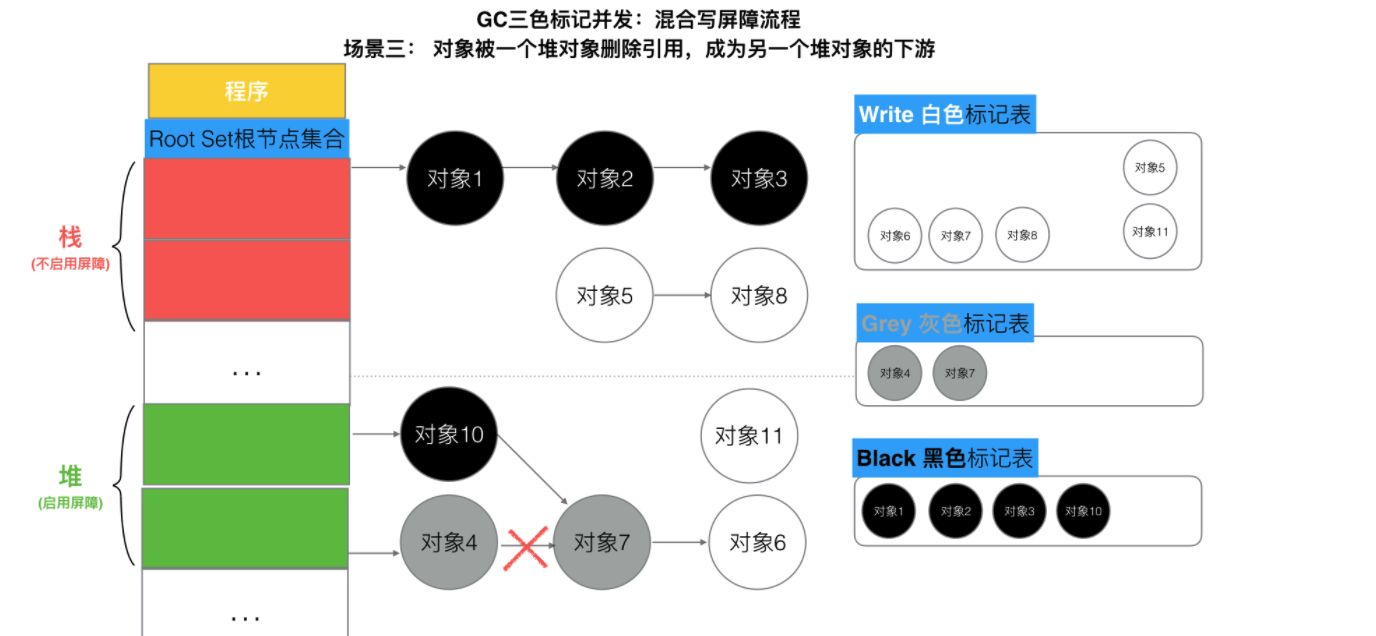 GC三色标记并发：混合写屏障流程
场景三： 对象被一个堆对象删除引用，成为另一个堆对象的下游
程序
Root Set根节点集合
栈
(不启用屏障)
...
堆
(启用屏障)
...
对象1
对象2
对象3
对象5
对象8
对象10
对象11
对象4
对象7
对象6
Write 白色标记表
对象5
对象6
对象7
对象8
对象11
Grey 灰色标记表
对象4
对象7
Black 黑色标记表
对象1
对象2
对象3
对象10